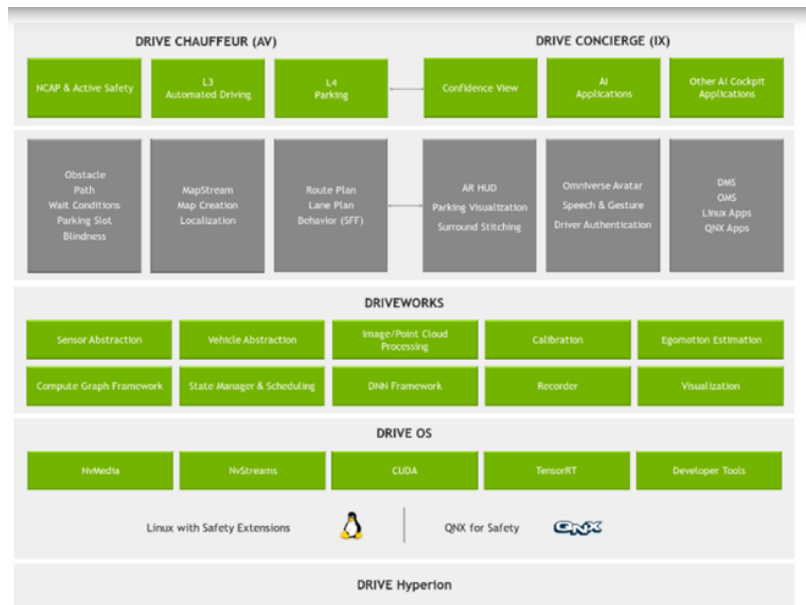 DRIVE CHAUFFEUR (AV)
DRIVE CONCIERGE (IX)
NCAP & Active Safety
L3
Automated Driving
L4
Parking
Confidence View
AI
Applications
Other AI Cockpit
Applications
Obstacle
Path
Wait Conditions
Parking Slot
Blindness
MapStream
Map Creation
Localization
Route Plan
Lane Plan
Behavior (SFF)
AR HUD
Parking Visualization
Surround Stitching
Omniverse Avatar
Speech & Gesture
Driver Authentication
DMS
OMS
Linux Apps
QNX Apps
DRIVEWORKS
Sensor Abstraction
Vehicle Abstraction
Image/Point Cloud
Processing
Calibration
Egomotion Estimation
Compute Graph Framework
State Manager & Scheduling
DNN Framework
Recorder
Visualization
DRIVE OS
NvMedia
NvStreams
CUDA
TensorRT
Developer Tools
Linux with Safety Extensions
QNX for Safety
QNX
DRIVE Hyperion